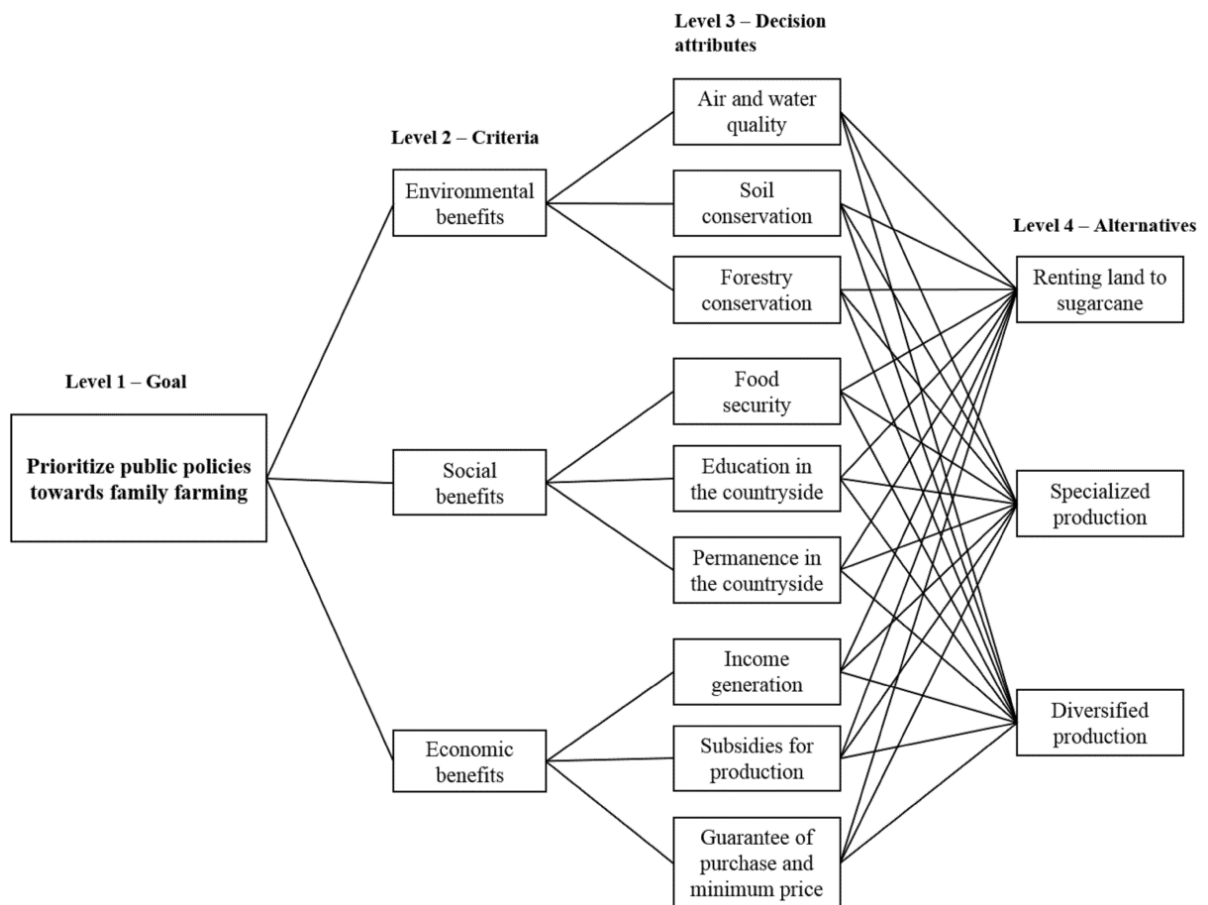 Level 3 – Decision
attributes
Air and water
quality
Level 2 – Criteria
Environmental
benefits
Soil
conservation
Level 4 – Alternatives
Forestry
conservation
Renting land to
sugarcane
Level 1 – Goal
Food
security
Prioritize public policies
towards family farming
Social
benefits
Education in
the countryside
Specialized
production
Permanence in
the countryside
Income
generation
Diversified
production
Economic
benefits
Subsidies for
production
Guarantee of
purchase and
minimum price